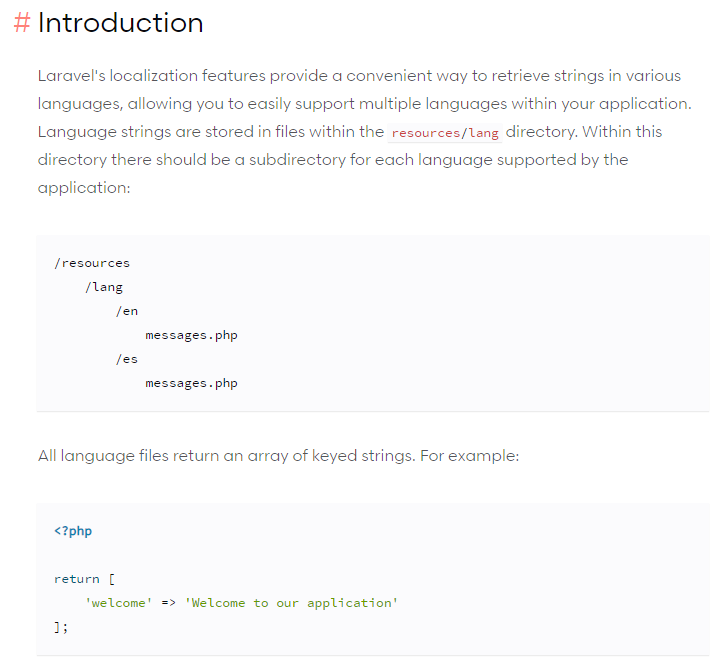 # Introduction
Laravel's localization features provide a convenient way to retrieve strings in various
languages, allowing you to easily support multiple languages within your application.
Language strings are stored in files within the resources/lang directory. Within this
directory there should be a subdirectory for each language supported by the
application:
/resources
    /lang
        /en
            messages.php
        /es
            messages.php
All language files return an array of keyed strings. For example:
<?php
return [
    'welcome' => 'Welcome to our application'
];